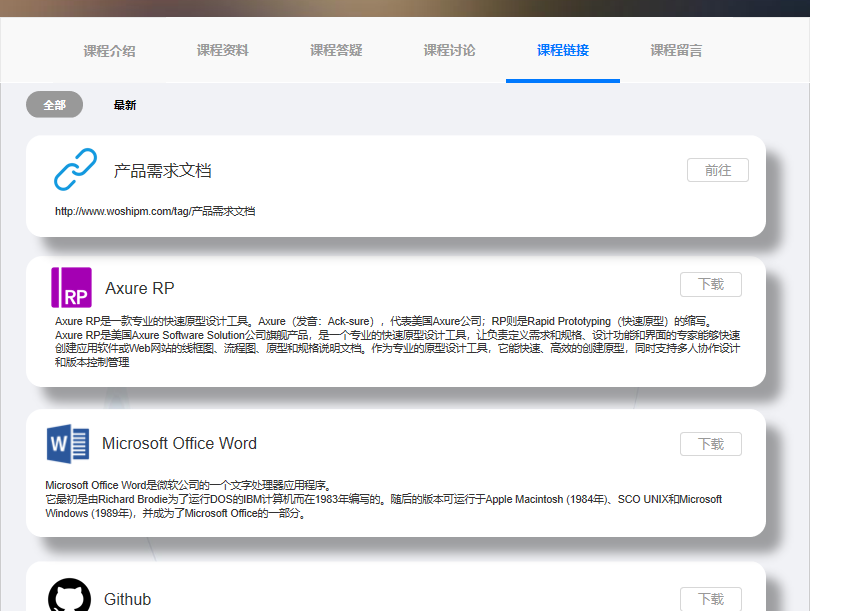 课程介绍 课程资料 课程答疑 课程讨论 课程链接 课程留言
全部 最新
产品需求文档 前往
http://www.woshipm.com/tag/产品需求文档
RP Axure RP 下载
Axure RP是一款专业的快速原型设计工具。Axure（发音：Ack-sure），代表美国Axure公司；RP则是Rapid Prototyping（快速原型）的缩写。
Axure RP是美国Axure Software Solution公司旗舰产品，是一个专业的快速原型设计工具，让负责定义需求和规格、设计功能和界面的专家能够快速
创建应用软件或Web网站的线框图、流程图、原型和规格说明文档。作为专业的原型设计工具，它能快速、高效的创建原型，同时支持多人协作设计
和版本控制管理
W Microsoft Office Word 下载
Microsoft Office Word是微软公司的一个文字处理器应用程序。
它最初是由Richard Brodie为了运行DOS的IBM计算机而在1983年编写的。随后的版本可运行于Apple Macintosh (1984年)、SCO UNIX和Microsoft
Windows (1989年)，并成为了Microsoft Office的一部分。
Github 下载